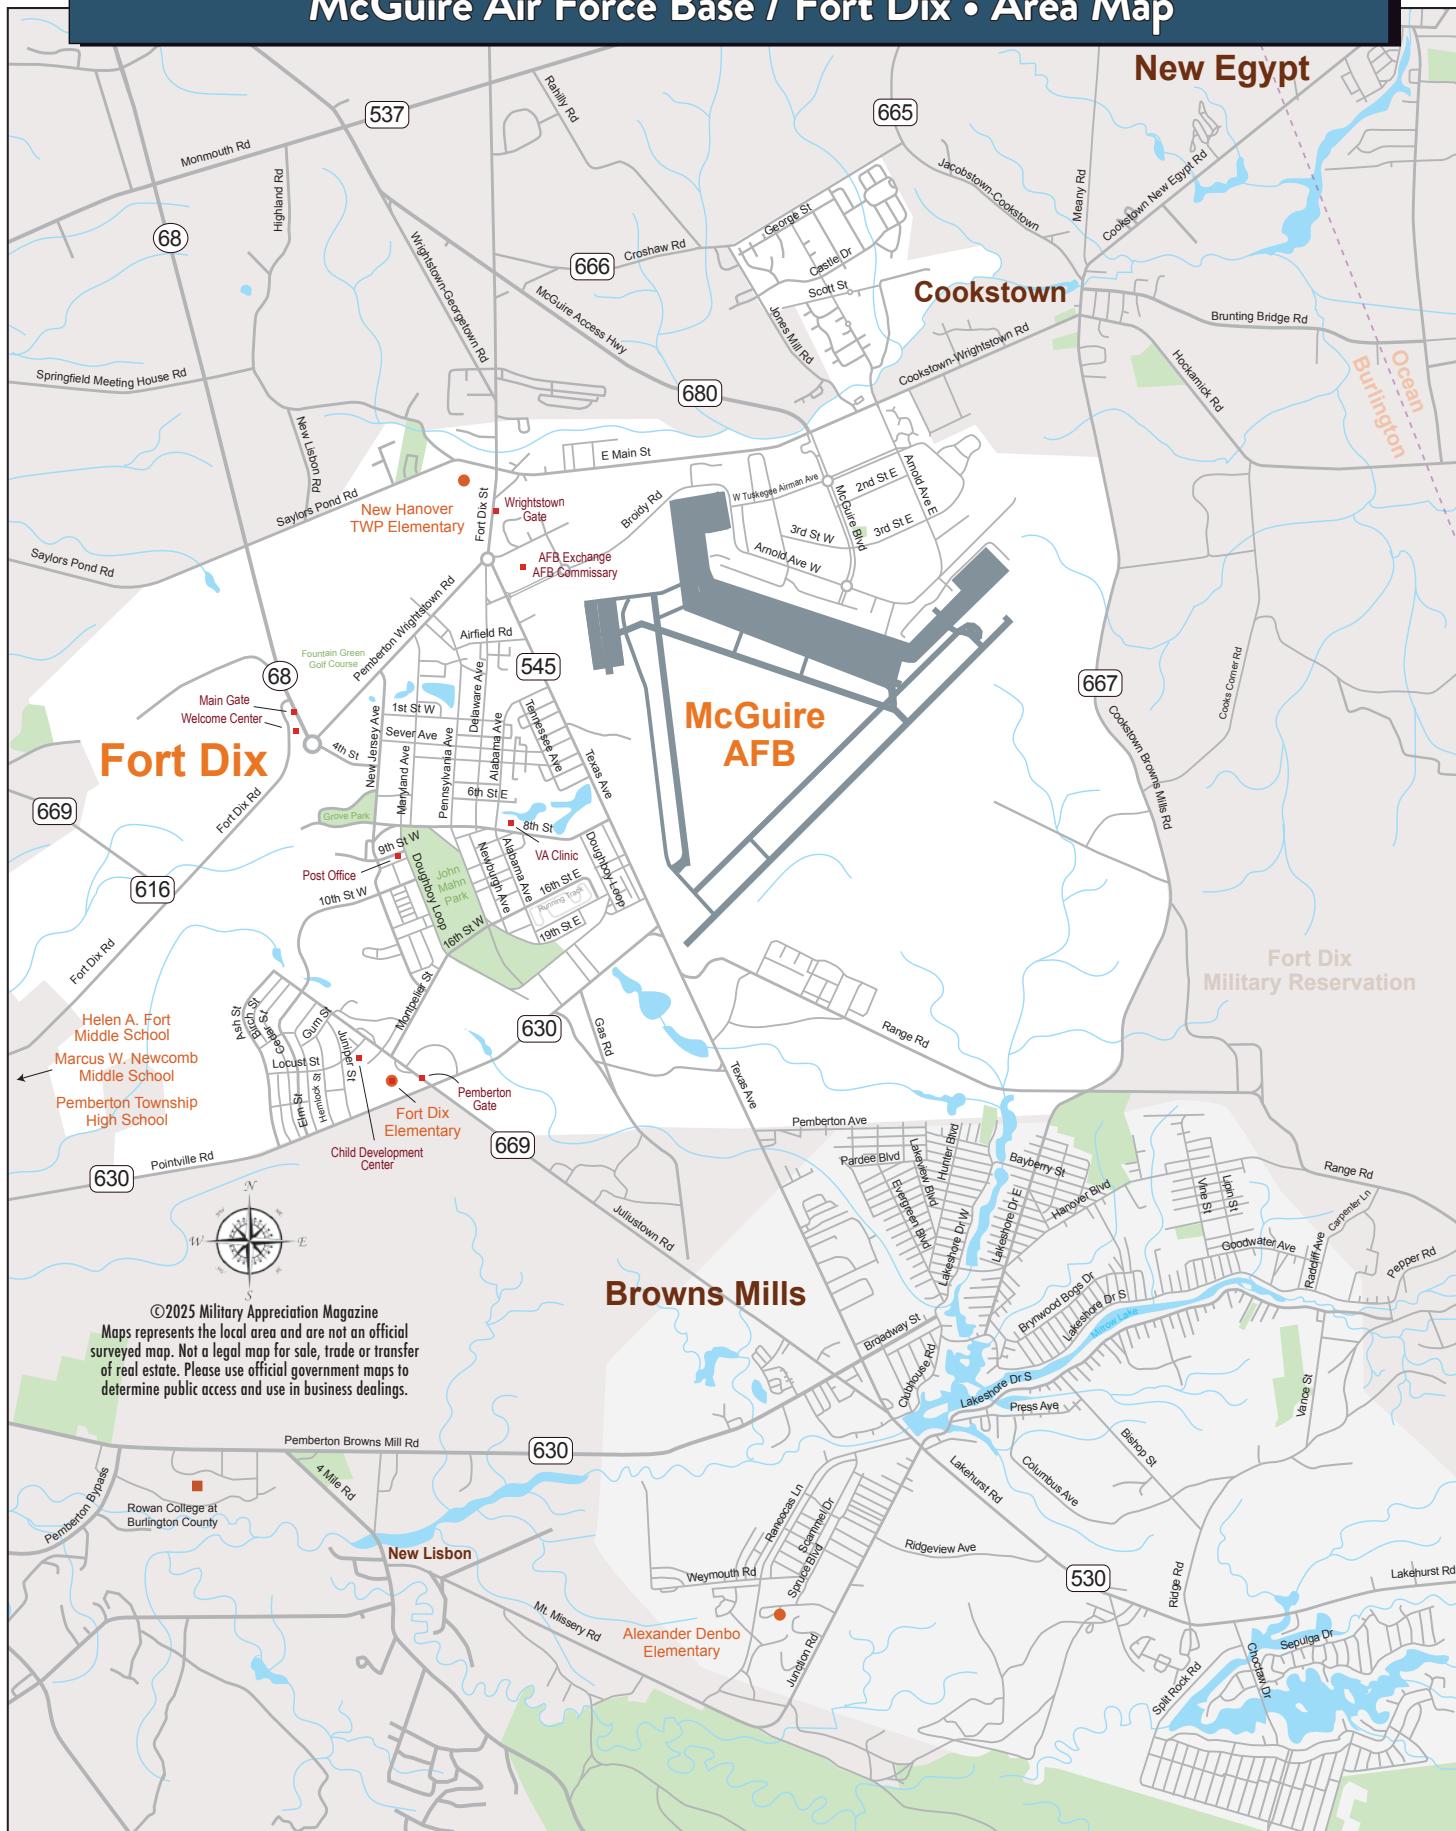 McGuire Air Force Base / Fort Dix • Area Map
New Egypt
537
665
Rahilly Rd
Monmouth Rd
Highland Rd
Jacobstown-Cookstown
Meany Rd
Cookstown New Egypt Rd
68
George St
Wrightstown-Georgetown Rd
Croshaw Rd
666
Castle Dr
Scott St
Cookstown
McGuire Access Hwy
Jones Mill Rd
Brunting Bridge Rd
Cookstown-Wrightstown Rd
Hockamick Rd
Ocean
Burlington
Springfield Meeting House Rd
680
New Lisbon Rd
E Main St
Saylors Pond Rd
New Hanover
TWP Elementary
Fort Dix St
Wrightstown
Gate
Broidy Rd
W Tuskegee Airman Ave
2nd St E
Arnold Ave E
McGuire Blvd
3rd St W
3rd St E
Arnold Ave W
Saylors Pond Rd
AFB Exchange
AFB Commissary
Pemberton Wrightstown Rd
Airfield Rd
Fountain Green
Golf Course
68
545
667
Cooks Corner Rd
Main Gate
Welcome Center
1st St W
Delaware Ave
Sever Ave
New Jersey Ave
Maryland Ave
Pennsylvania Ave
Alabama Ave
Tennessee Ave
Texas Ave
McGuire
AFB
Cookstown Browns Mills Rd
Fort Dix
4th St
6th St E
669
Fort Dix Rd
Grove Park
8th St
VA Clinic
9th St W
Post Office
Doughboy Loop
John
Mahn
Park
Newburgh Ave
Alabama Ave
16th St E
Running Track
Doughboy Loop
616
10th St W
16th St W
19th St E
Fort Dix Rd
Fort Dix
Military Reservation
Montpelier St
Helen A. Fort
Middle School
Marcus W. Newcomb
Middle School
Pemberton Township
High School
Ash St
Birch St
Cedar St
Gum St
Juniper St
Locust St
Hemlock St
Elm St
630
Gas Rd
Range Rd
Texas Ave
Pemberton
Gate
Fort Dix
Elementary
Child Development
Center
669
Pemberton Ave
Pardee Blvd
Lakeview Blvd
Hunter Blvd
Evergreen Blvd
Bayberry St
Hanover Blvd
Lakeshore Dr W
Lakeshore Dr E
Vine St
Lipin St
Range Rd
Carpenter Ln
Goodwater Ave
Radcliff Ave
Pepper Rd
630
Pointville Rd
N
W
E
S
Juliustown Rd
Browns Mills
©2025 Military Appreciation Magazine
Maps represents the local area and are not an official
surveyed map. Not a legal map for sale, trade or transfer
of real estate. Please use official government maps to
determine public access and use in business dealings.
Broadway St
Clubhouse Rd
Brynwood Bogs Dr
Lakeshore Dr S
Mirrow Lake
Lakeshore Dr S
Press Ave
Vance St
Bishop St
Columbus Ave
Lakehurst Rd
Pemberton Browns Mill Rd
630
4 Mile Rd
Pemberton Bypass
Rowan College at
Burlington County
New Lisbon
Rancocas Ln
Scammel Dr
Spruce Blvd
Weymouth Rd
Ridgeview Ave
530
Ridge Rd
Lakehurst Rd
Mt. Missery Rd
Alexander Denbo
Elementary
Junction Rd
Sepulga Dr
Choctaw Dr
Split Rock Rd